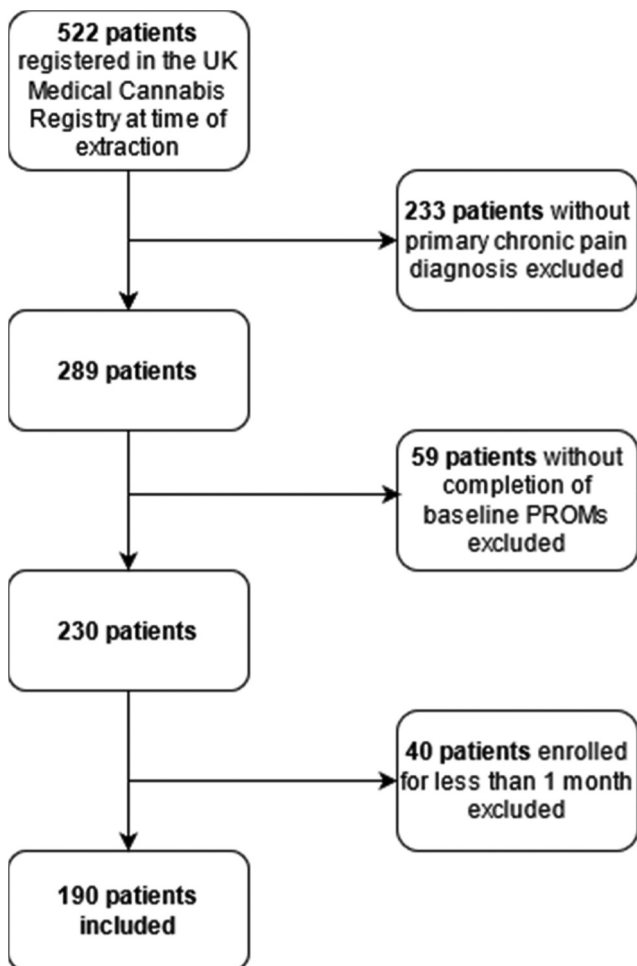 522 patients
registered in the UK
Medical Cannabis
Registry at time of
extraction
233 patients without
primary chronic pain
diagnosis excluded
289 patients
59 patients without
completion of
baseline PROMs
excluded
230 patients
40 patients enrolled
for less than 1 month
excluded
190 patients
included